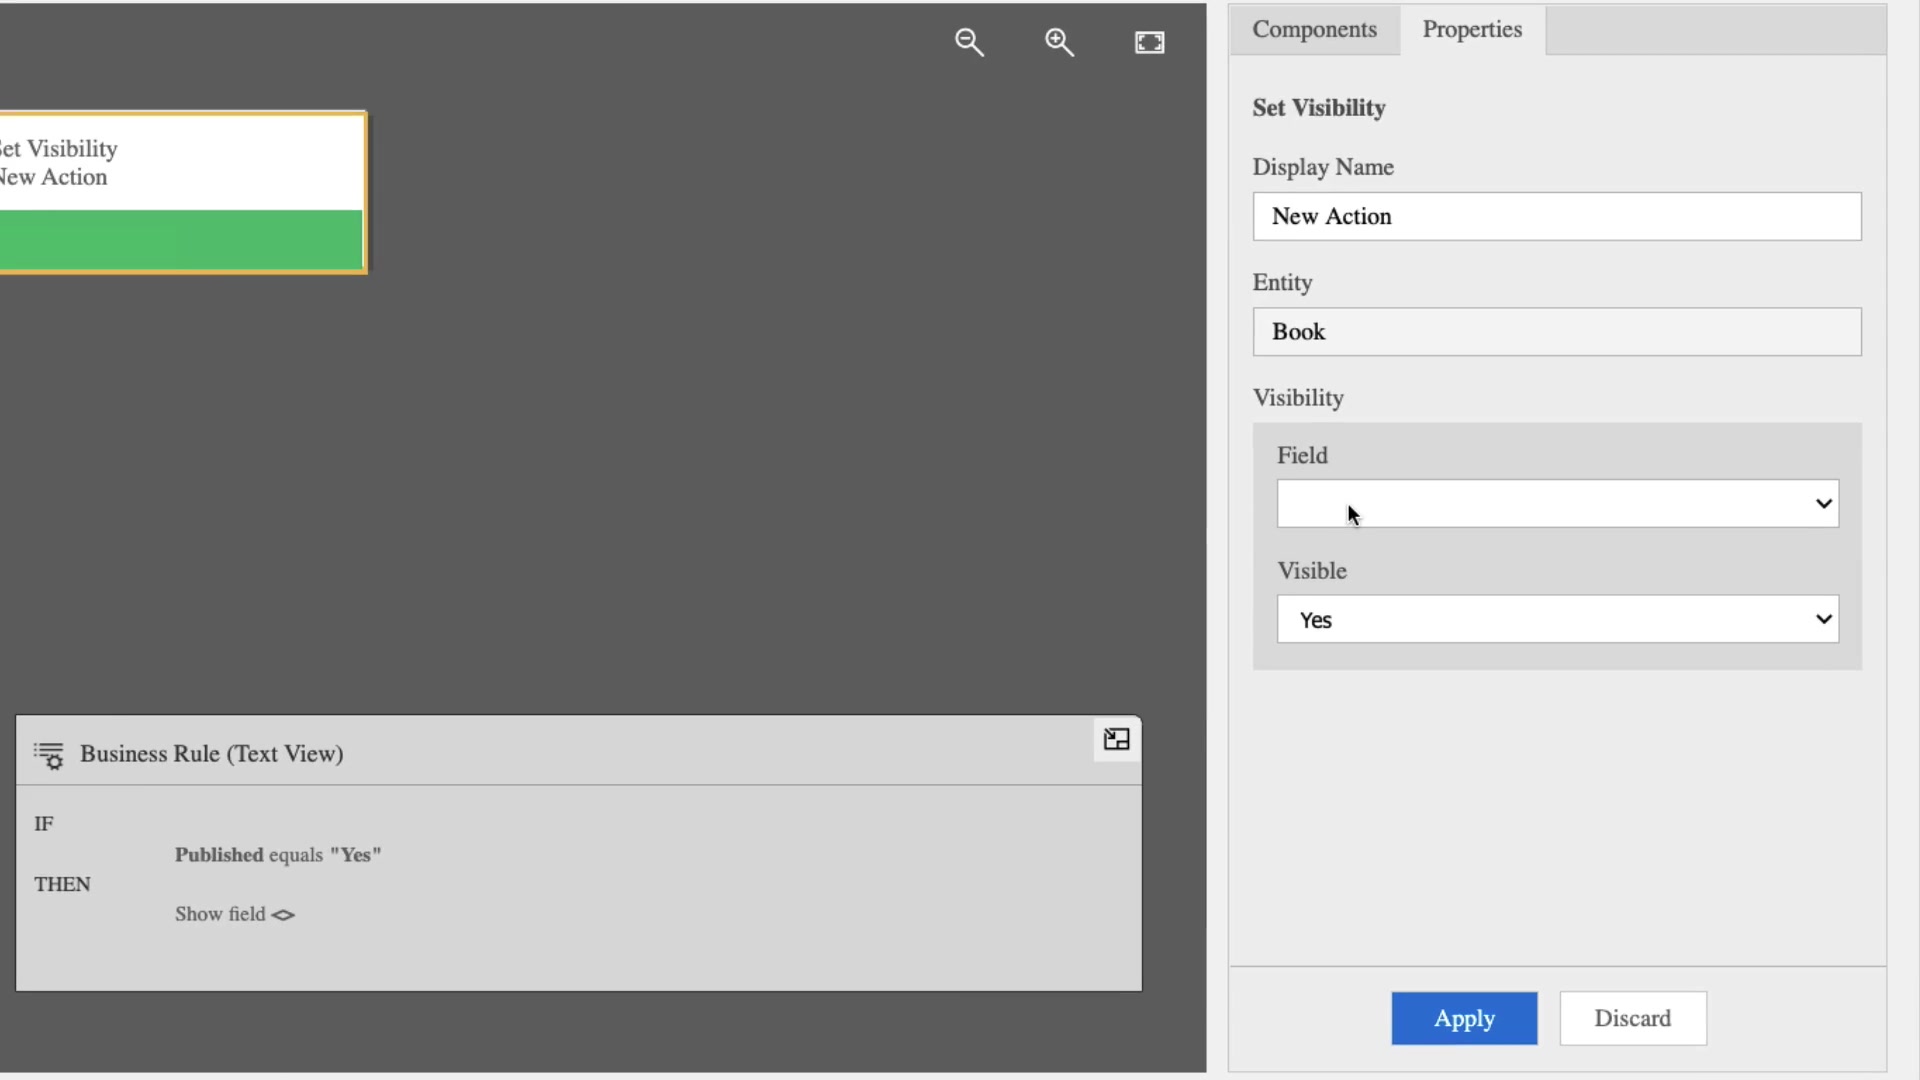 Components
Properties
Set Visibility
New Action
Set Visibility
Display Name
New Action
Entity
Book
Visibility
Field
Visible
Yes
Business Rule (Text View)
IF
Published equals "Yes"
THEN
Show field <>
Apply
Discard